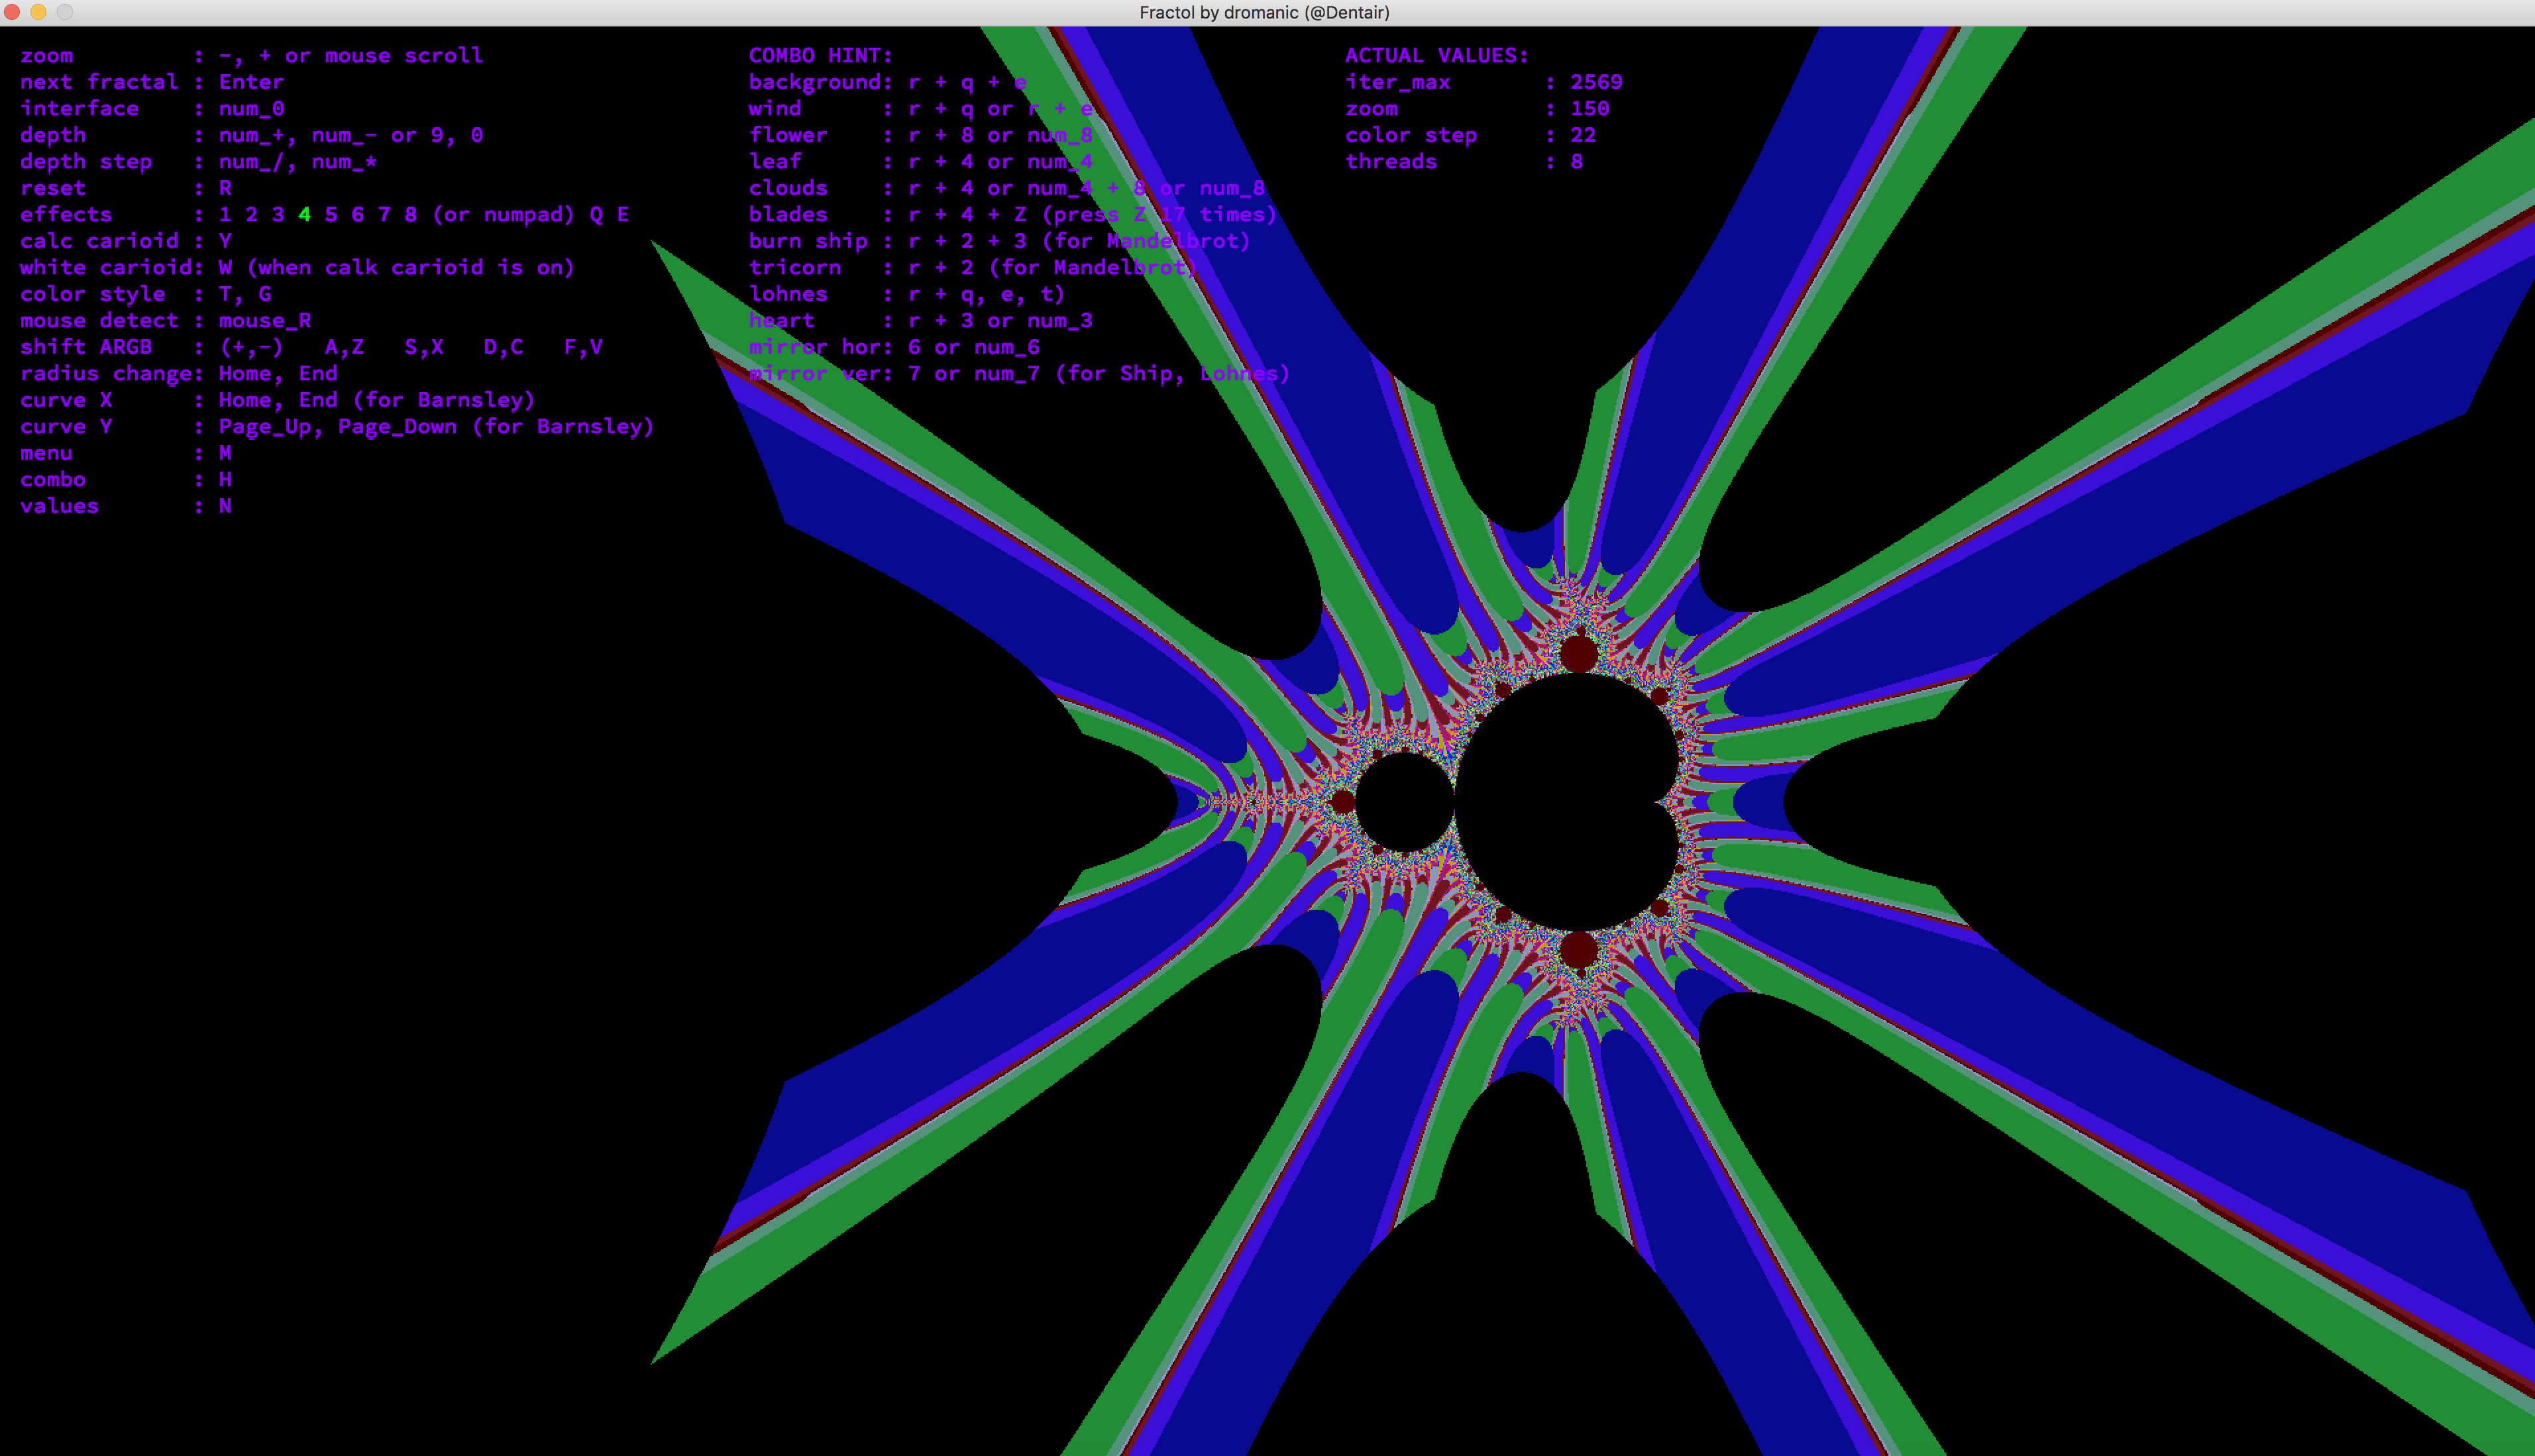 Fractol by dromanic (@Dentair)
zoom : -, + or mouse scroll
next fractal : Enter
interface : num_0
depth : num_+, num_- or 9, 0
depth step : num_/, num_*
reset : R
effects : 1 2 3 4 5 6 7 8 (or numpad) Q E
calc carioid : Y
white carioid: W (when calk carioid is on)
color style : T, G
mouse detect : mouse_R
shift ARGB : (+,-) A,Z S,X D,C F,V
radius change: Home, End
curve X : Home, End (for Barnsley)
curve Y : Page_Up, Page_Down (for Barnsley)
menu : M
combo : H
values : N
COMBO HINT:
background: r + q + e
wind : r + q or r + e
flower : r + 8 or num_8
leaf : r + 4 or num_4
clouds : r + 4 or num_4 + 8 or num_8
blades : r + 4 + Z (press Z 17 times)
burn ship : r + 2 + 3 (for Mandelbrot)
tricorn : r + 2 (for Mandelbrot)
lohnes : r + q, e, t)
heart : r + 3 or num_3
mirror hor: 6 or num_6
mirror ver: 7 or num_7 (for Ship, Lohnes)
ACTUAL VALUES:
iter_max : 2569
zoom : 150
color step : 22
threads : 8